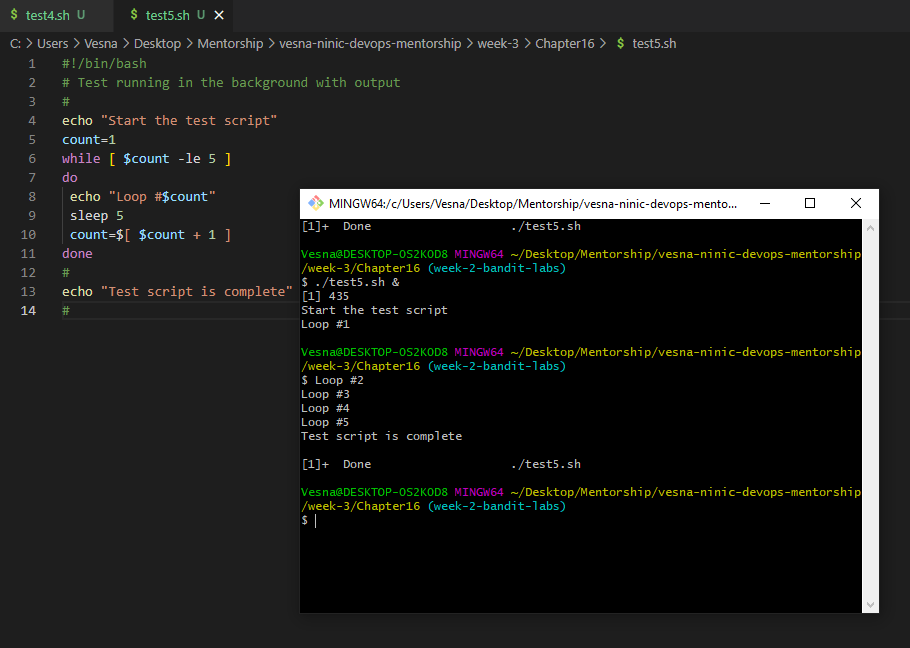 $ test4.sh U $ test5.sh U ×
C: > Users > Vesna > Desktop > Mentorship > vesna-ninic-devops-mentorship > week-3 > Chapter16 > $ test5.sh
1 #!/bin/bash
2 # Test running in the background with output
3 #
4 echo "Start the test script"
5 count=1
6 while [ $count -le 5 ]
7 do
8 echo "Loop #$count"
9 sleep 5
10 count=$[ $count + 1 ]
11 done
12 #
13 echo "Test script is complete"
14 #
MINGW64:/c/Users/Vesna/Desktop/Mentorship/vesna-ninic-devops-mento...
[1]+ Done ./test5.sh
Vesna@DESKTOP-OS2KOD8 MINGW64 ~/Desktop/Mentorship/vesna-ninic-devops-mentorship
/week-3/Chapter16 (week-2-bandit-labs)
$ ./test5.sh &
[1] 435
Start the test script
Loop #1
Vesna@DESKTOP-OS2KOD8 MINGW64 ~/Desktop/Mentorship/vesna-ninic-devops-mentorship
/week-3/Chapter16 (week-2-bandit-labs)
$ Loop #2
Loop #3
Loop #4
Loop #5
Test script is complete
[1]+ Done ./test5.sh
Vesna@DESKTOP-OS2KOD8 MINGW64 ~/Desktop/Mentorship/vesna-ninic-devops-mentorship
/week-3/Chapter16 (week-2-bandit-labs)
$